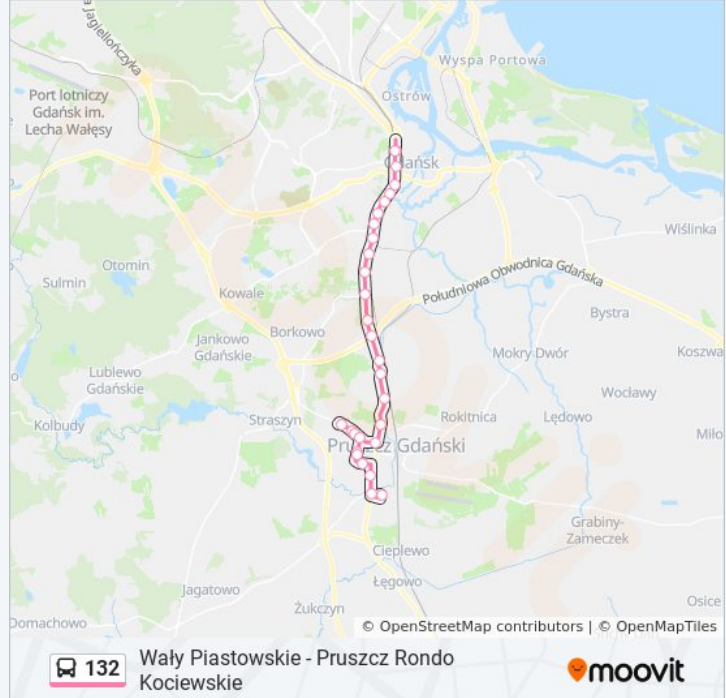 Jagiellończyka
Wyspa Portowa
Port lotniczy
Gdańsk im.
Lecha Wałęsy
Ostrów
Gdańsk
Wiślinka
Otomin
Sulmin
Kowale
Południowa Obwodnica Gdańska
Bystra
Borkowo
Jankowo
Gdańskie
Mokry-Dwór
Koszwa
Lublewo
Gdańskie
Wocławy
Kolbudy
Straszyn
Rokitnica
Lędowo
Miło
Pruszcz Gdański
Grabiny-
Zameczek
Cieplewo
Łęgowo
Jagatowo
Żukczyn
Osice
Domachowo
© OpenStreetMap contributors | © OpenMapTiles
132
Wały Piastowskie - Pruszcz Rondo
Kociewskie
moovit